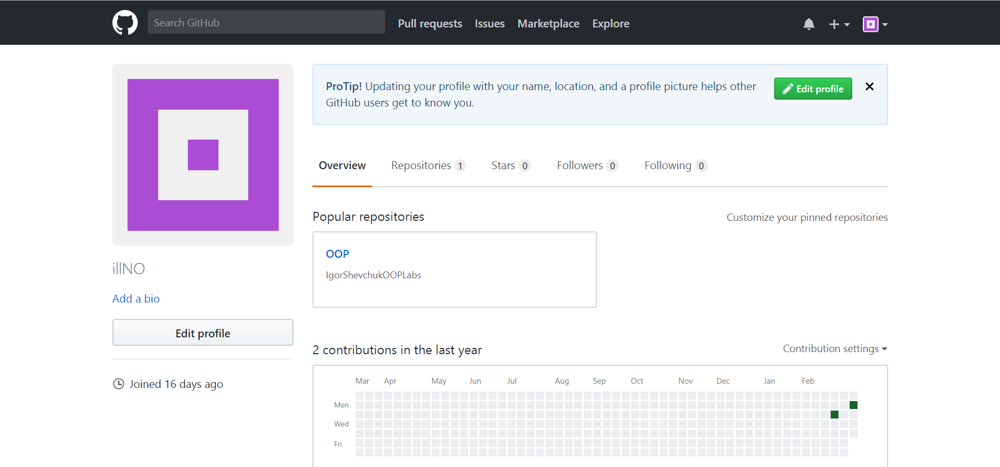 Search GitHub Pull requests Issues Marketplace Explore
ProTip! Updating your profile with your name, location, and a profile picture helps other
GitHub users get to know you.
Edit profile
Overview Repositories 1 Stars 0 Followers 0 Following 0
Popular repositories Customize your pinned repositories
OOP
IgorShevchukOOPLabs
illNO
Add a bio
Edit profile
Joined 16 days ago
2 contributions in the last year Contribution settings
Mar Apr May Jun Jul Aug Sep Oct Nov Dec Jan Feb
Mon
Wed
Fri